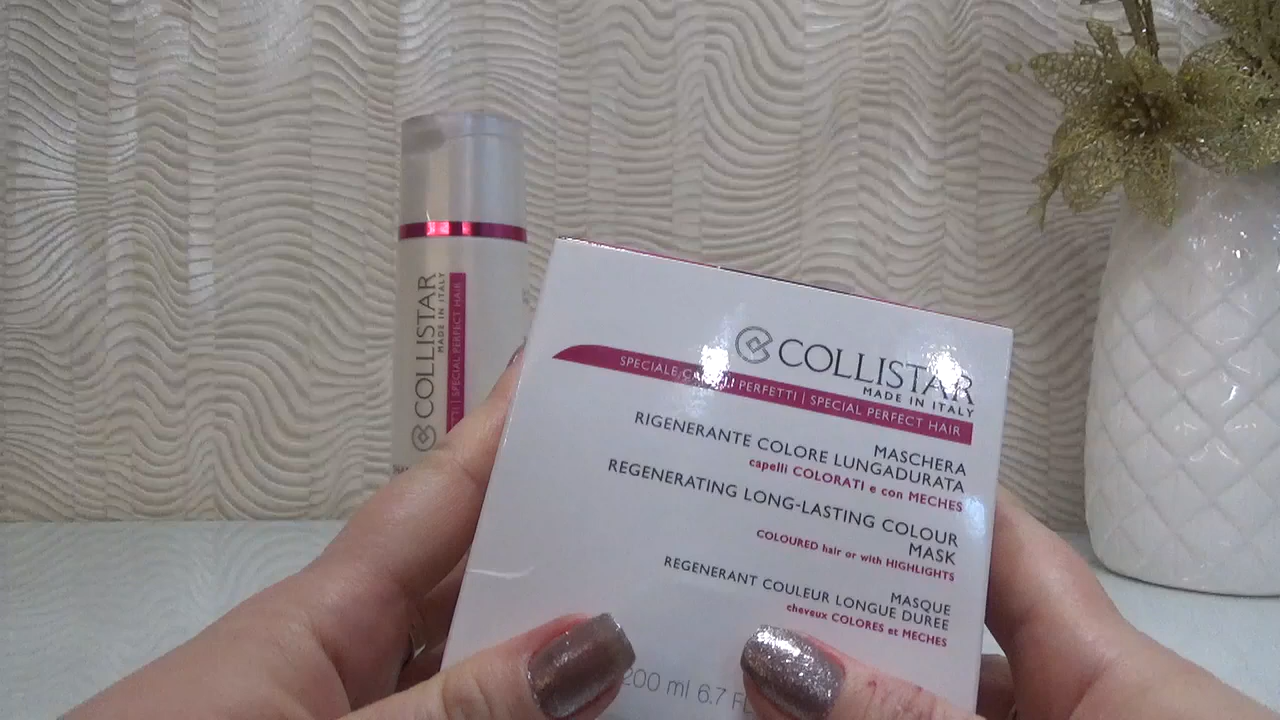 COLLISTAR
MADE IN ITALY
SPECIAL PERFECT HAIR
COLLISTAR
MADE IN ITALY
SPECIALE PERFETTI | SPECIAL PERFECT HAIR
MASCHERA
RIGENERANTE COLORE LUNGADURATA
capelli COLORATI e con MECHES
REGENERATING LONG-LASTING COLOUR
MASK
COLOURED hair or with HIGHLIGHTS
MASQUE
REGENERANT COULEUR LONGUE DUREE
cheveux COLORES et MECHES
200 ml 6.7